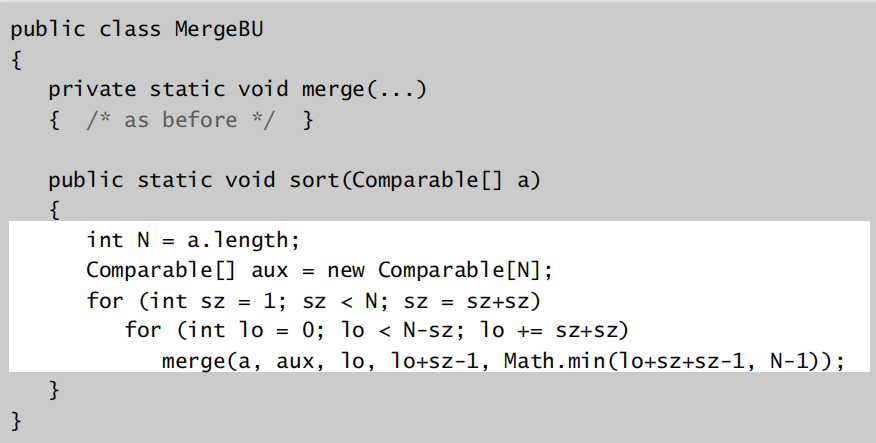 public class MergeBU
{
private static void merge(...)
{ /* as before */ }
public static void sort(Comparable[] a)
{
int N = a.length;
Comparable[] aux = new Comparable[N];
for (int sz = 1; sz < N; sz = sz+sz)
for (int lo = 0; lo < N-sz; lo += sz+sz)
merge(a, aux, lo, lo+sz-1, Math.min(lo+sz+sz-1, N-1));
}
}